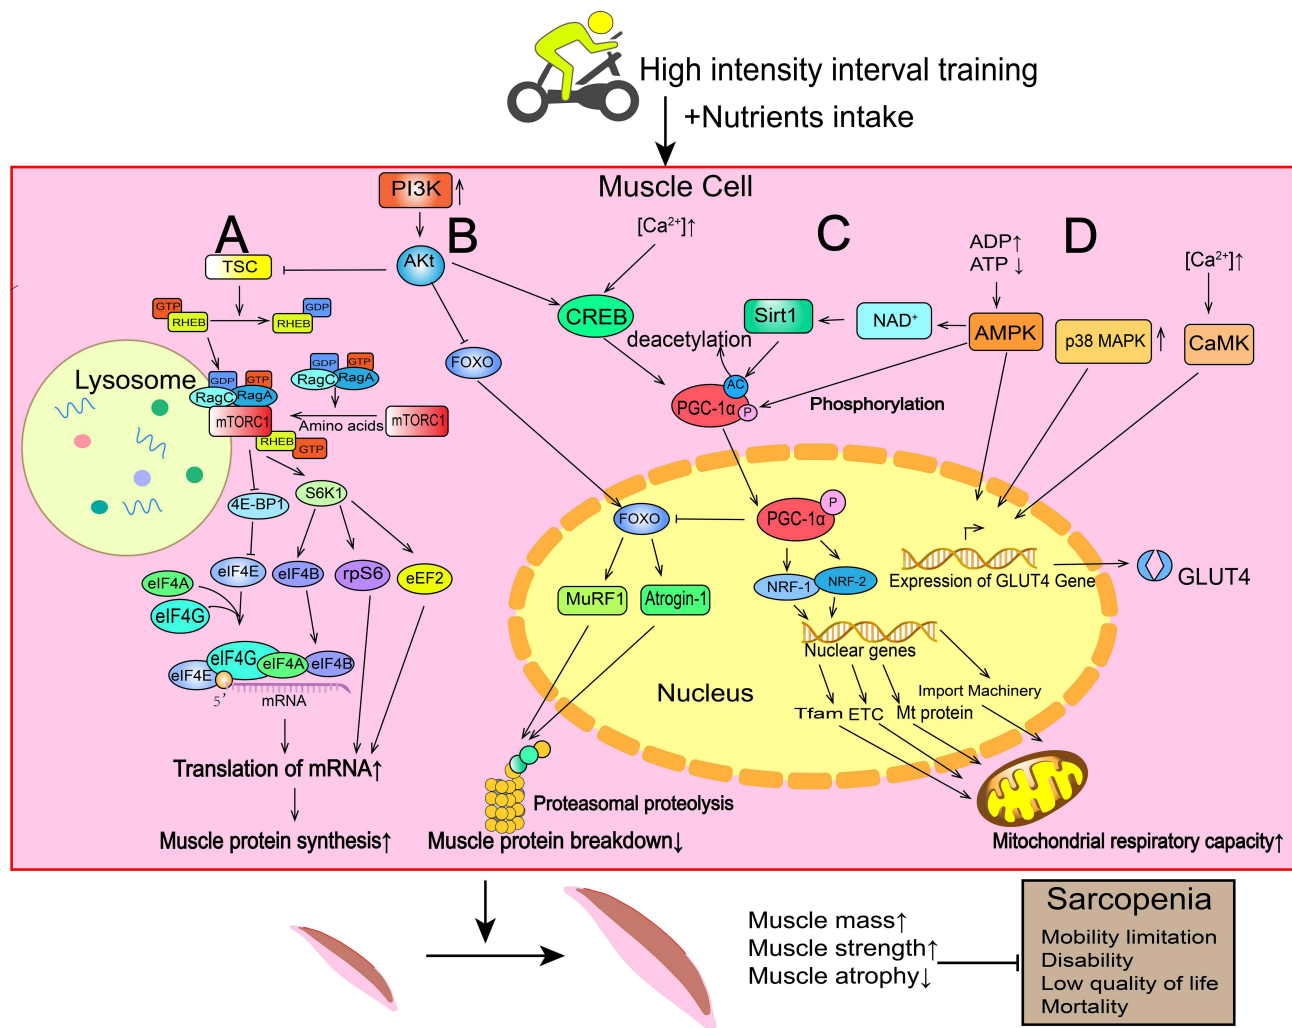 High intensity interval training
+Nutrients intake
Muscle Cell
PI3K ↑
A
B
C
D
[Ca²⁺]↑
ADP↑
ATP ↓
[Ca²⁺]↑
TSC
AKt
GTP
RHEB
GDP
RHEB
CREB
Sirt1
NAD⁺
AMPK
p38 MAPK ↑
CaMK
deacetylation
FOXO
Lysosome
GDP
GTP
RagC
RagA
GDP
GTP
RagC
RagA
AC
PGC-1α
P
Phosphorylation
mTORC1
Amino acids
mTORC1
RHEB
GTP
4E-BP1
S6K1
FOXO
PGC-1α
P
eIF4A
eIF4E
eIF4B
rpS6
eEF2
eIF4G
MuRF1
Atrogin-1
NRF-1
NRF-2
Expression of GLUT4 Gene
GLUT4
Nuclear genes
eIF4E
eIF4G
eIF4A
eIF4B
5'
mRNA
Nucleus
Import Machinery
Tfam
ETC
Mt protein
Translation of mRNA↑
Proteasomal proteolysis
Muscle protein synthesis↑
Muscle protein breakdown↓
Mitochondrial respiratory capacity↑
Muscle mass↑
Muscle strength↑
Muscle atrophy↓
Sarcopenia
Mobility limitation
Disability
Low quality of life
Mortality